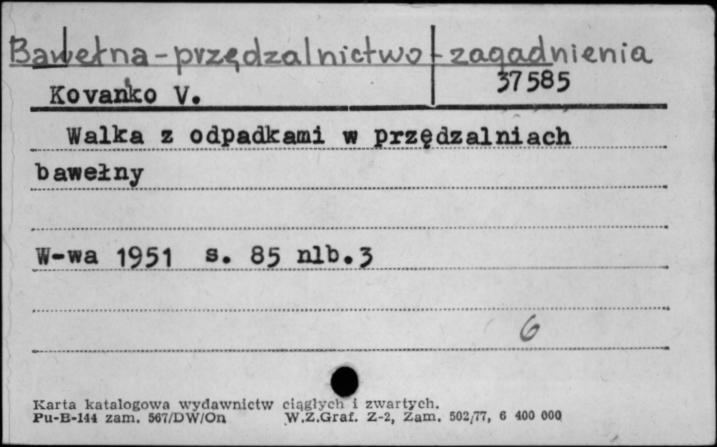 Bawełna - przędzalnictwo - zagadnienia
37585
Kovanko V.
Walka z odpadkami w przędzalniach
bawełny
W-wa 1951 s. 85 nlb.3
6
Karta katalogowa wydawnictw ciągłych i zwartych.
Pu-B-144 zam. 567/DW/On W.Z.Graf. Z-2, Zam. 502/77, 6 400 000